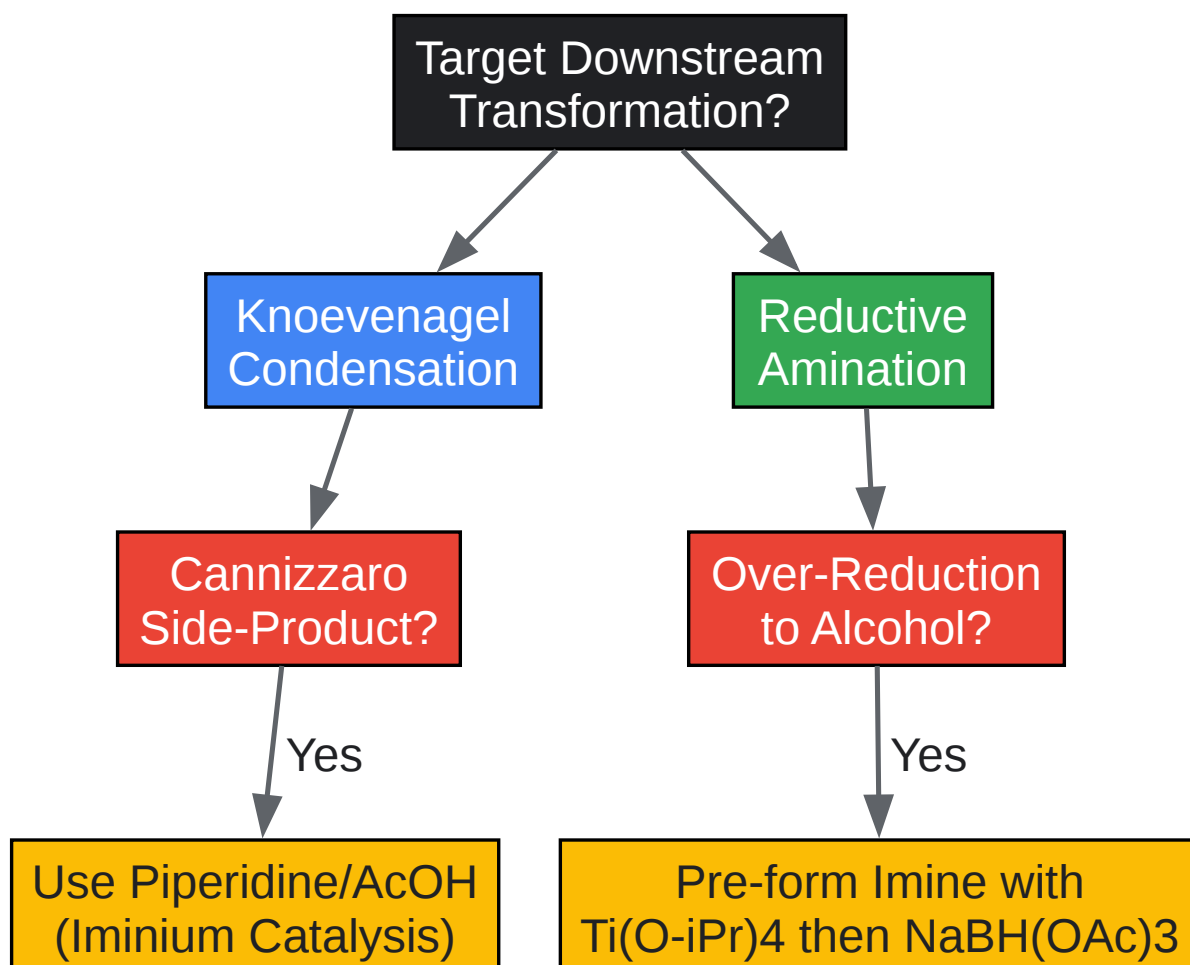 Target Downstream
Transformation?
Knoevenagel
Condensation
Reductive
Amination
Cannizzaro
Side-Product?
Over-Reduction
to Alcohol?
Yes
Yes
Use Piperidine/AcOH
(Iminium Catalysis)
Pre-form Imine with
Ti(O-iPr)4 then NaBH(OAc)3